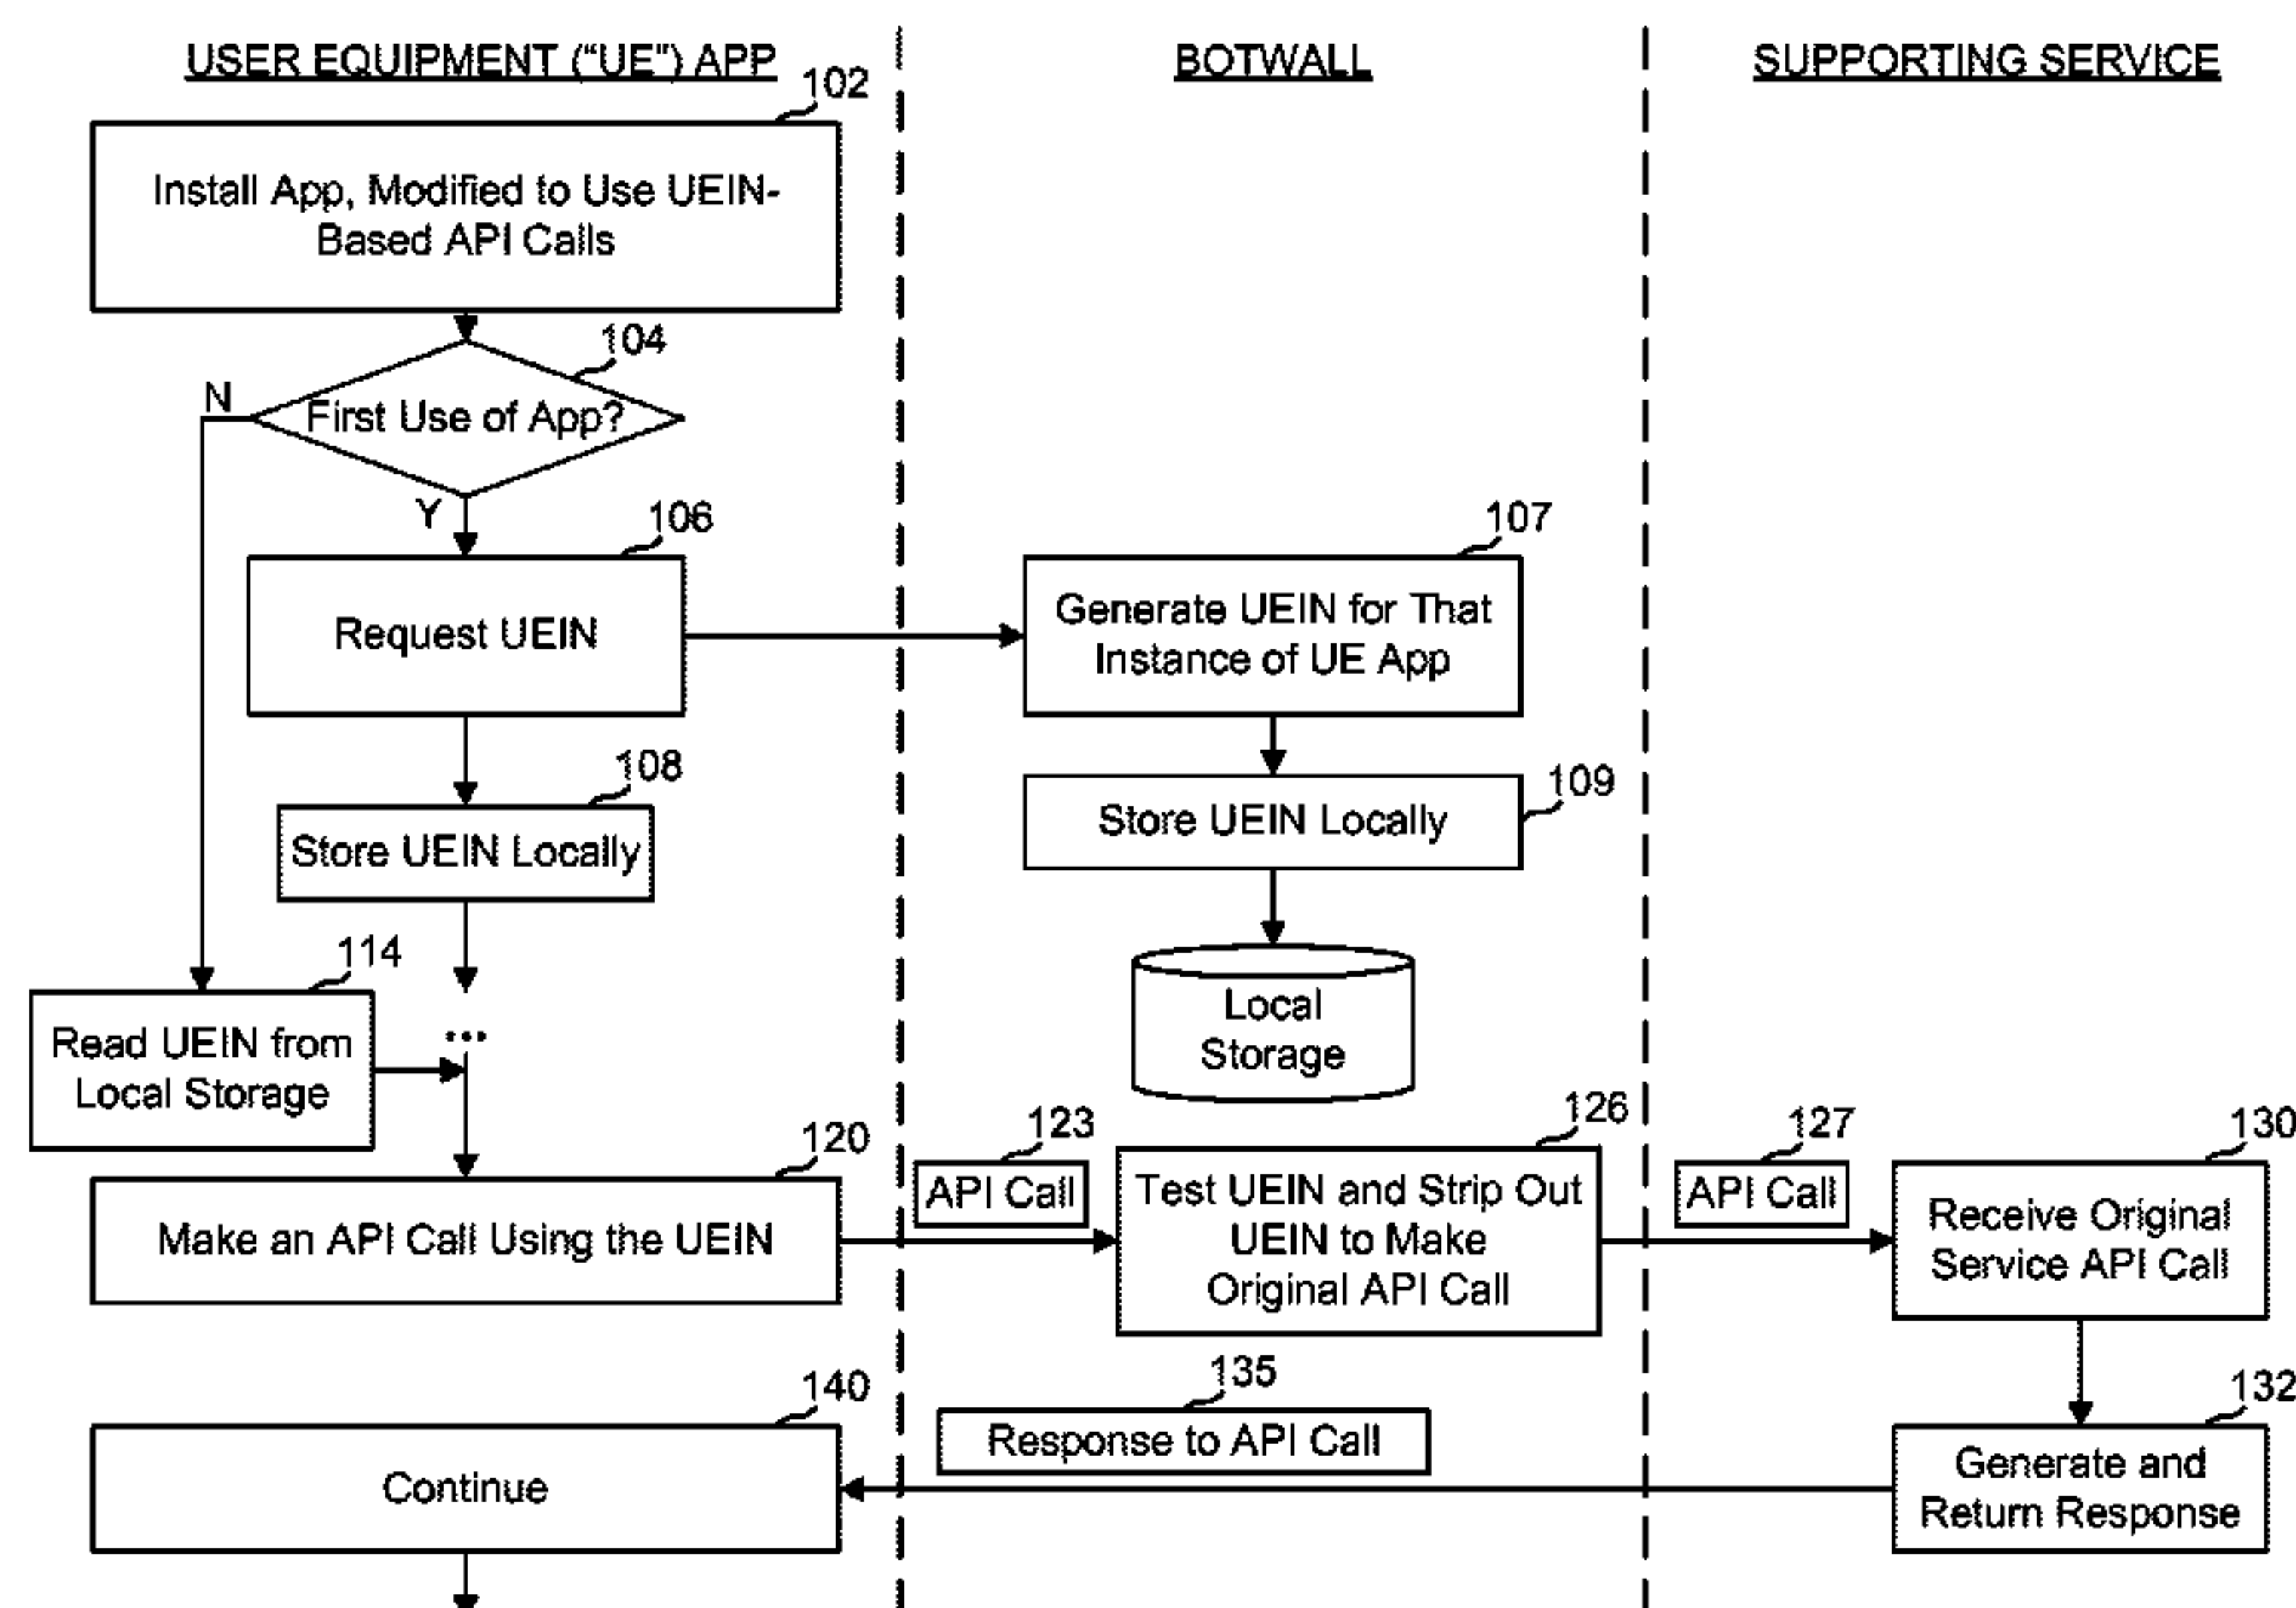 USER EQUIPMENT ("UE") APP
BOTWALL
SUPPORTING SERVICE
102
Install App, Modified to Use UEIN-
Based API Calls
104
First Use of App?
N
Y
106
Request UEIN
107
Generate UEIN for That
Instance of UE App
108
Store UEIN Locally
109
Store UEIN Locally
Local
Storage
114
Read UEIN from
Local Storage
...
120
Make an API Call Using the UEIN
123
API Call
126
Test UEIN and Strip Out
UEIN to Make
Original API Call
127
API Call
130
Receive Original
Service API Call
132
Generate and
Return Response
135
Response to API Call
140
Continue